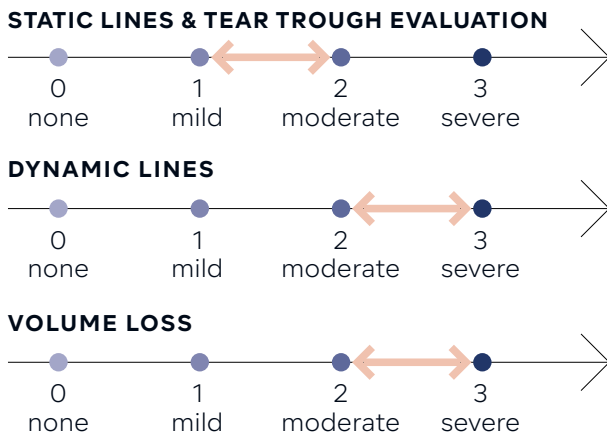 STATIC LINES & TEAR TROUGH EVALUATION
0 1 2 3
none mild moderate severe
DYNAMIC LINES
0 1 2 3
none mild moderate severe
VOLUME LOSS
0 1 2 3
none mild moderate severe